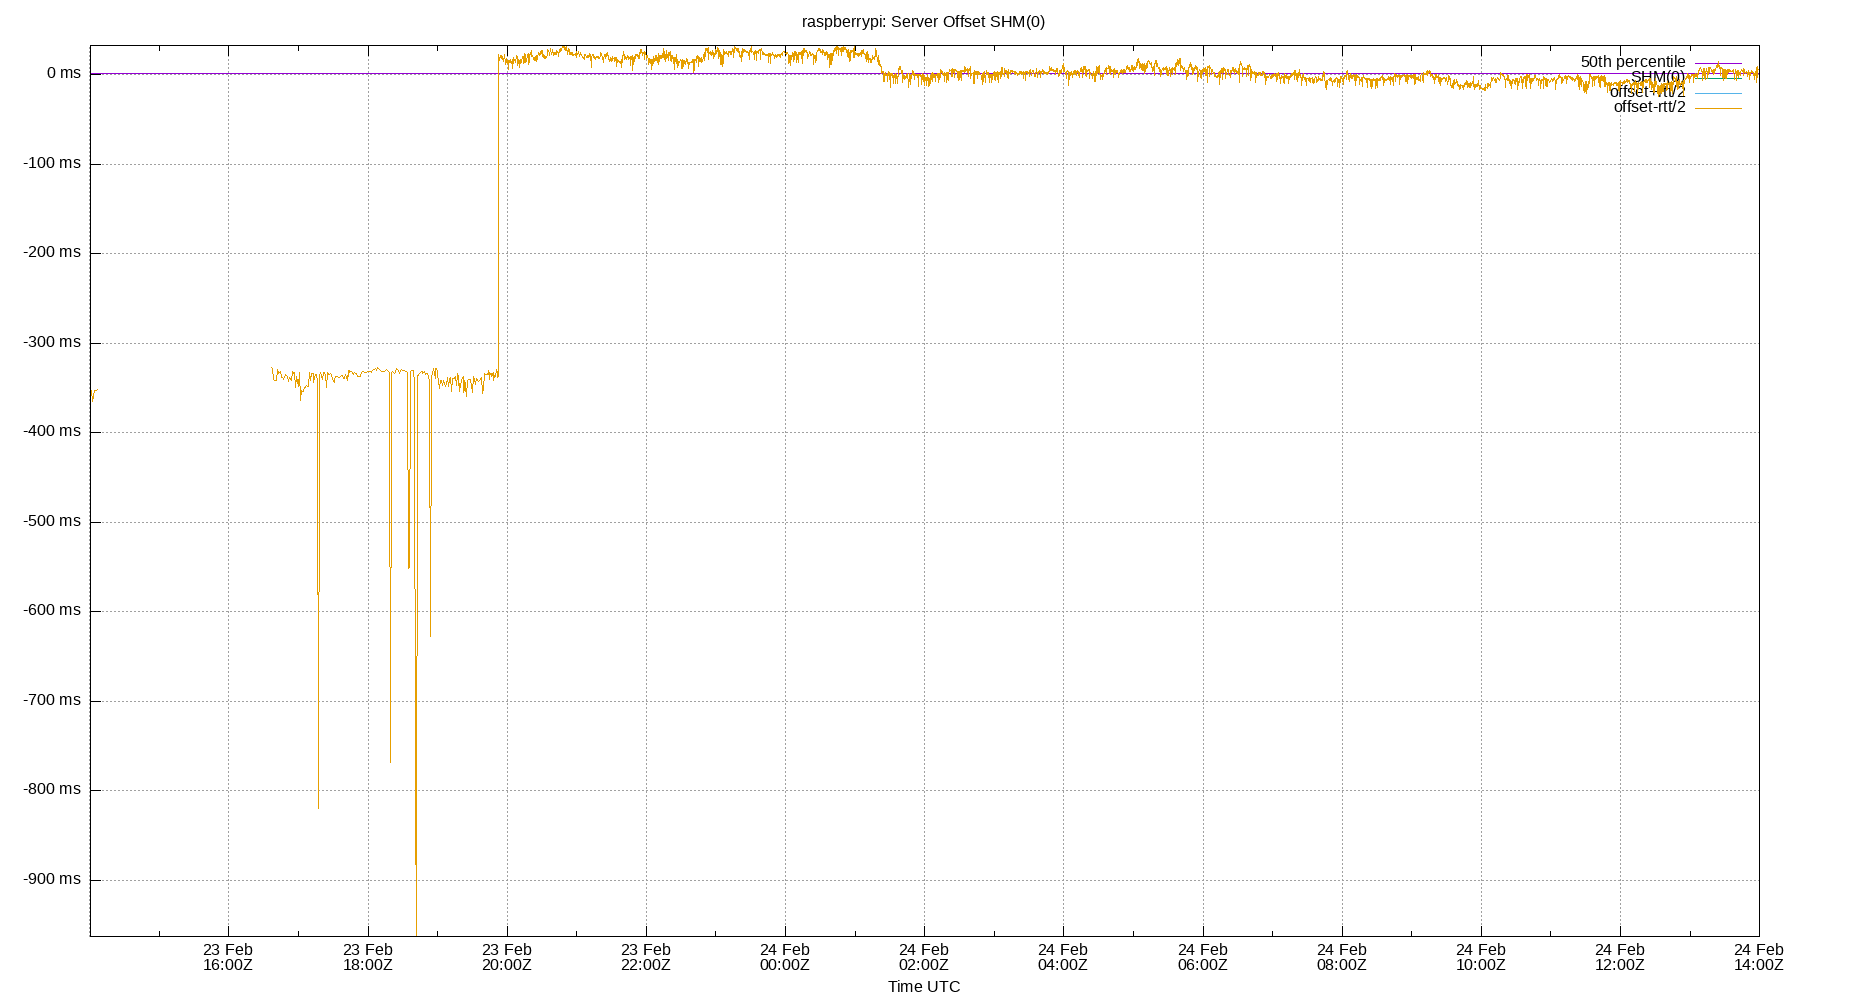 raspberrypi: Server Offset SHM(0)
0 ms
-100 ms
-200 ms
-300 ms
-400 ms
-500 ms
-600 ms
-700 ms
-800 ms
-900 ms
50th percentile
SHM(0)
offset+rtt/2
offset-rtt/2
23 Feb 23 Feb 23 Feb 23 Feb 24 Feb 24 Feb 24 Feb 24 Feb 24 Feb 24 Feb 24 Feb 24 Feb
16:00Z 18:00Z 20:00Z 22:00Z 00:00Z 02:00Z 04:00Z 06:00Z 08:00Z 10:00Z 12:00Z 14:00Z
Time UTC